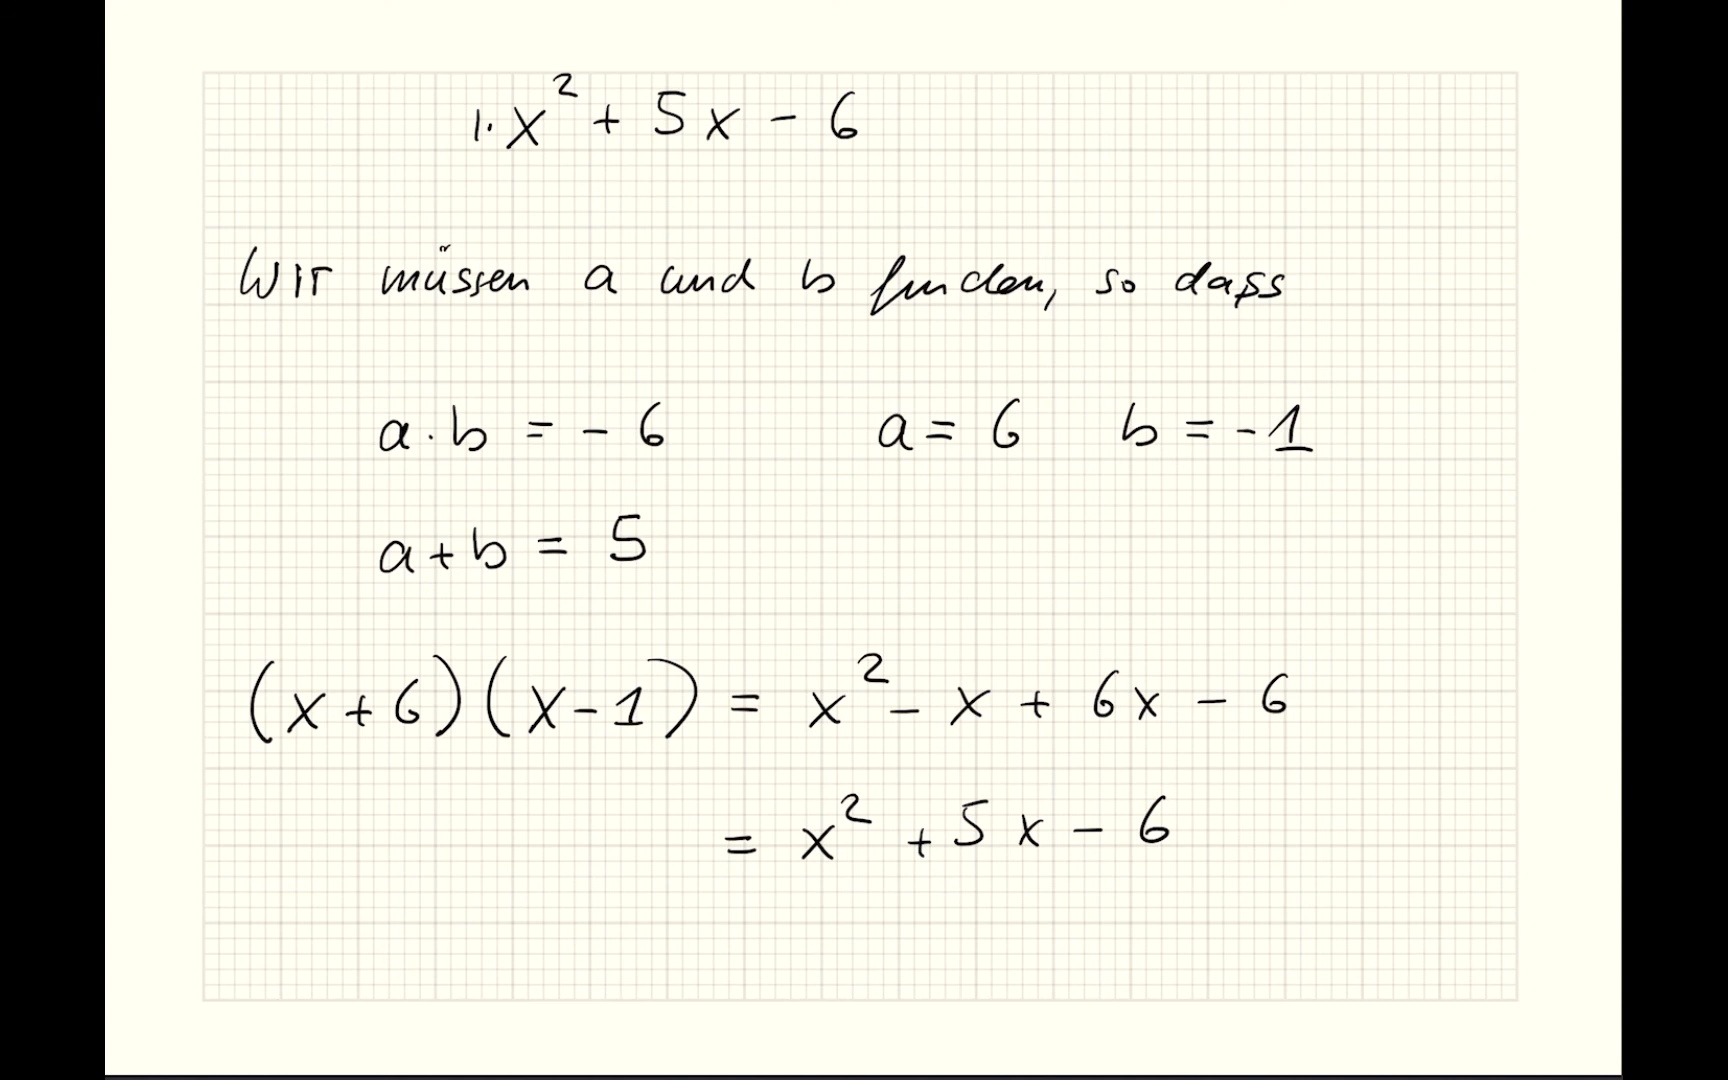 1·x² + 5x - 6
Wir müssen a und b finden, so daß
a·b = -6 a = 6 b = -1
a+b = 5
(x+6)(x-1) = x² - x + 6x - 6
= x² + 5x - 6